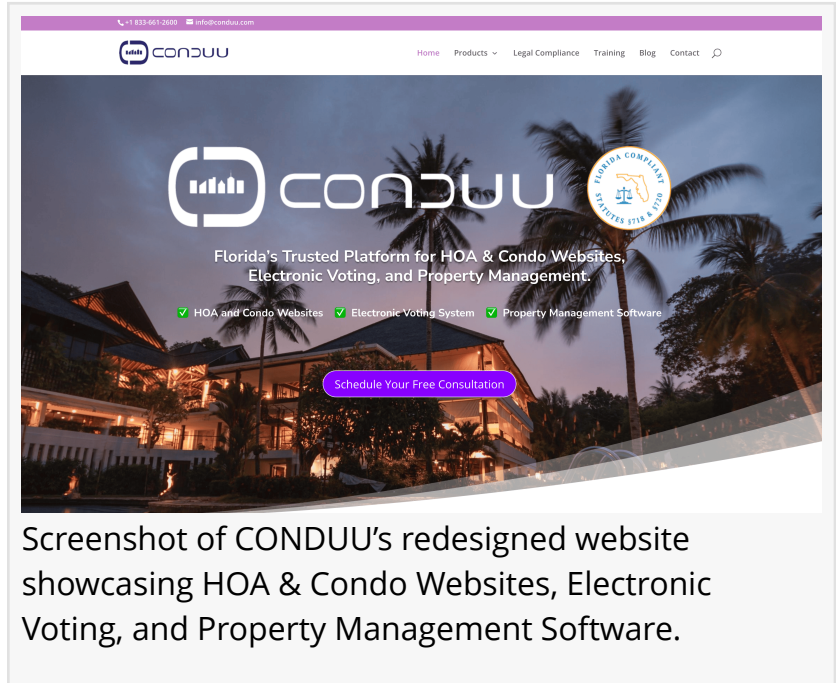 +1 833-661-2600 info@conduu.com
CONDUU
Home Products Legal Compliance Training Blog Contact
CONDUU
FLORIDA COMPLIANT
STATUTES §718 & §720
Florida's Trusted Platform for HOA & Condo Websites,
Electronic Voting, and Property Management.
HOA and Condo Websites Electronic Voting System Property Management Software
Schedule Your Free Consultation
Screenshot of CONDUU's redesigned website
showcasing HOA & Condo Websites, Electronic
Voting, and Property Management Software.